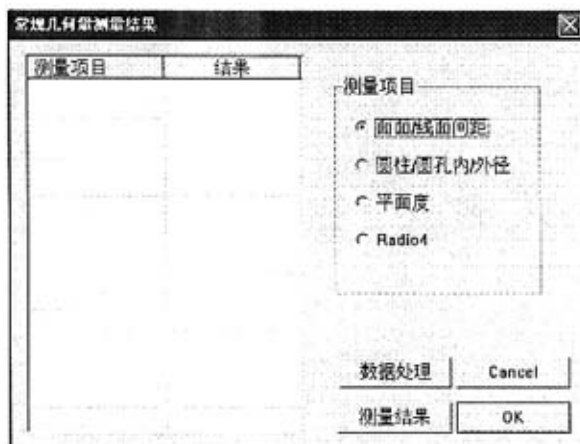 常规几何量测量结果
测量项目 结果
测量项目
面面/线面间距
圆柱/圆孔内/外径
平面度
Radio4
数据处理 Cancel
测量结果 OK